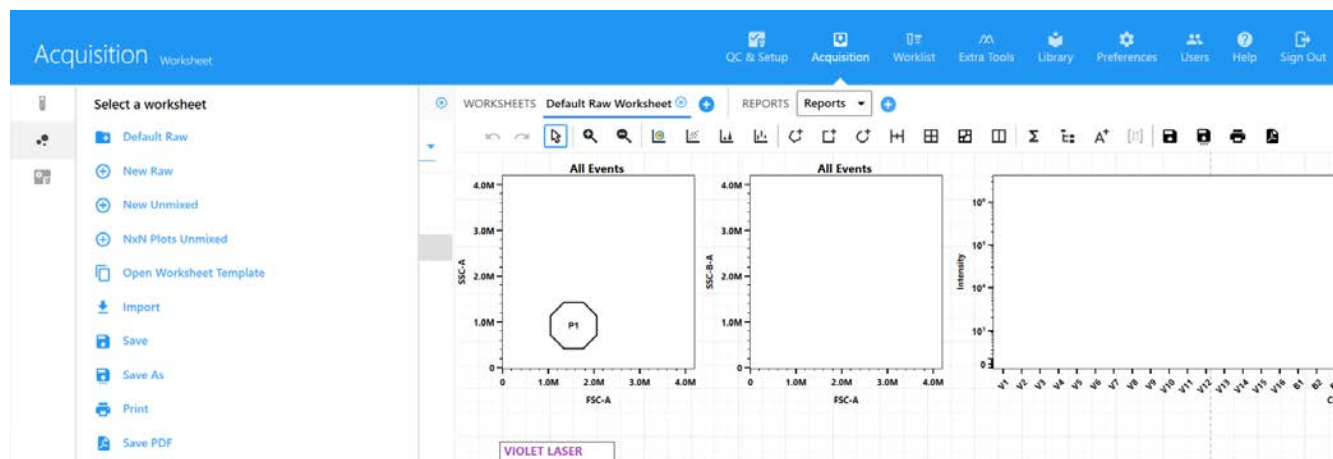 Acquisition Worksheet
QC & Setup Acquisition Worklist Extra Tools Library Preferences Users Help Sign Out
Select a worksheet
Default Raw
New Raw
New Unmixed
NxN Plots Unmixed
Open Worksheet Template
Import
Save
Save As
Print
Save PDF
WORKSHEETS Default Raw Worksheet REPORTS Reports
All Events
4.0M
3.0M
2.0M
1.0M
0
SSC-A
P1
0 1.0M 2.0M 3.0M 4.0M
FSC-A
All Events
4.0M
3.0M
2.0M
1.0M
0
SSC-B-A
0 1.0M 2.0M 3.0M 4.0M
FSC-A
Intensity
10⁴
10³
0
V1 V2 V3 V4 V5 V6 V7 V8 V9 V10 V11 V12 V13 V14 V15 V16 B1 B2
VIOLET LASER